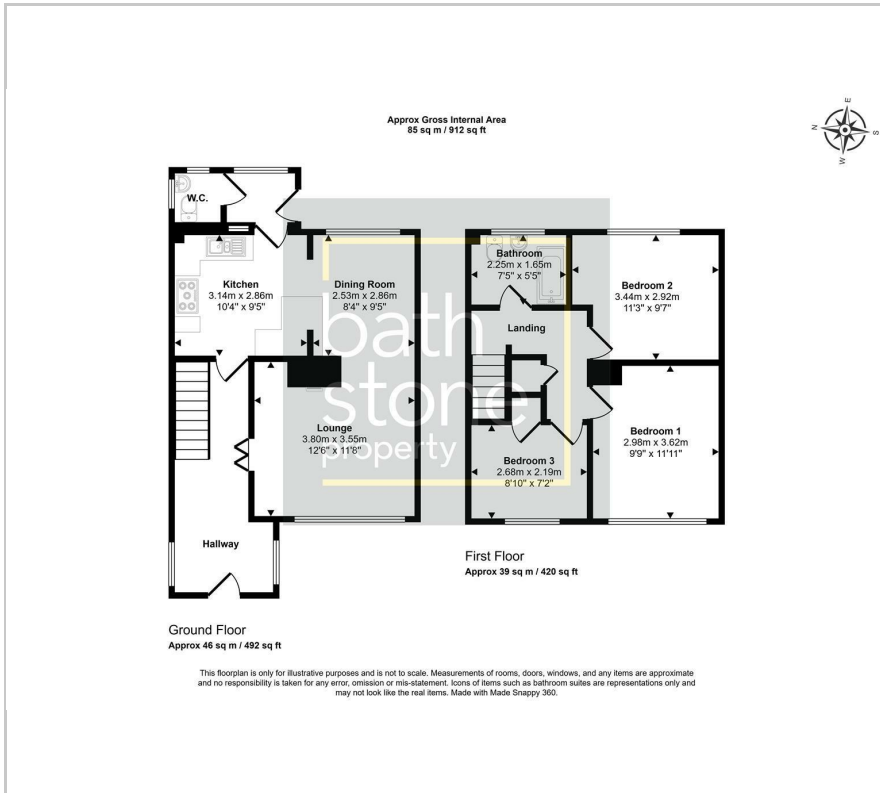 Approx Gross Internal Area
85 sq m / 912 sq ft
N
E
S
W
W.C.
Kitchen
3.14m x 2.86m
10'4" x 9'5"
Dining Room
2.53m x 2.86m
8'4" x 9'5"
Lounge
3.80m x 3.55m
12'6" x 11'8"
Hallway
Ground Floor
Approx 46 sq m / 492 sq ft
Bathroom
2.25m x 1.65m
7'5" x 5'5"
Bedroom 2
3.44m x 2.92m
11'3" x 9'7"
Landing
Bedroom 1
2.98m x 3.62m
9'9" x 11'11"
Bedroom 3
2.68m x 2.19m
8'10" x 7'2"
First Floor
Approx 39 sq m / 420 sq ft
bath
stone
property
This floorplan is only for illustrative purposes and is not to scale. Measurements of rooms, doors, windows, and any items are approximate
and no responsibility is taken for any error, omission or mis-statement. Icons of items such as bathroom suites are representations only and
may not look like the real items. Made with Made Snappy 360.